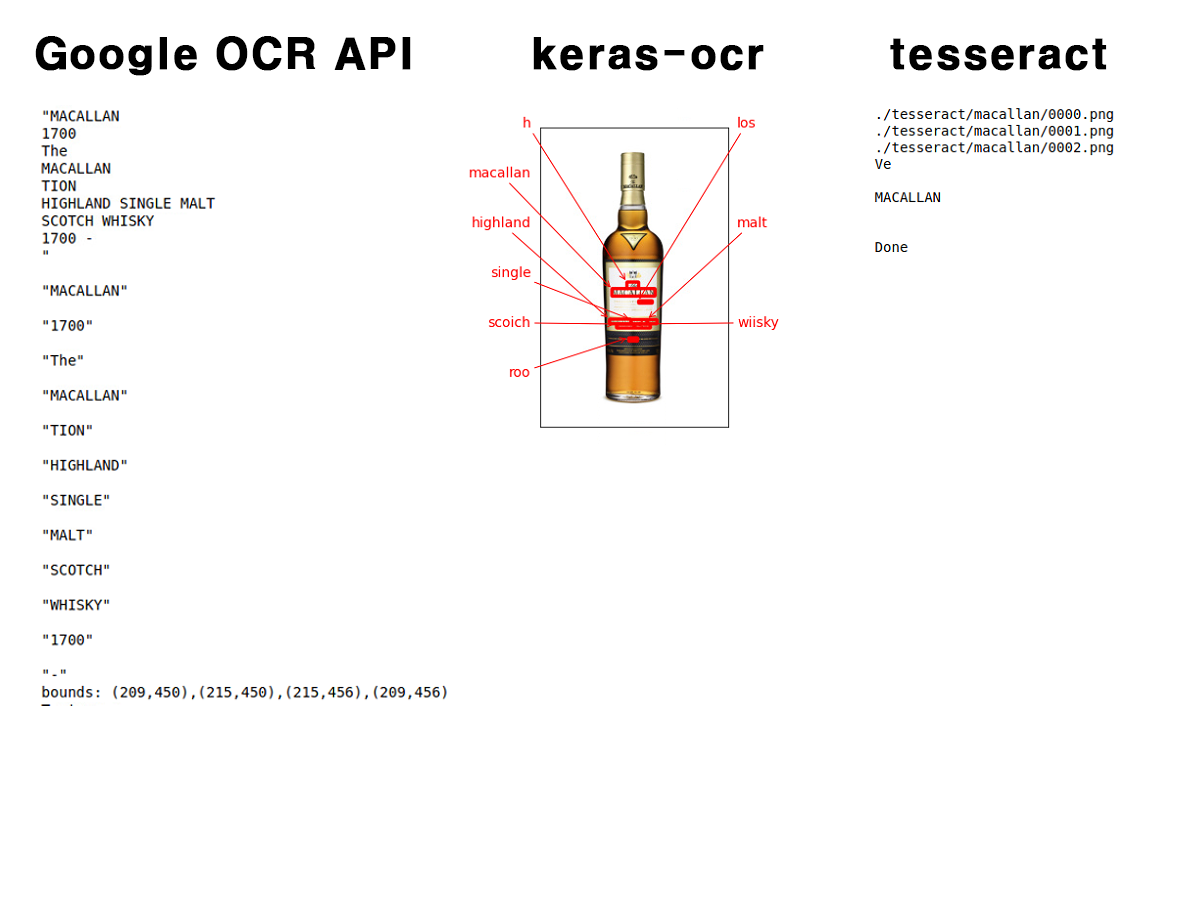 Google OCR API
keras-ocr
tesseract
"MACALLAN
1700
The
MACALLAN
TION
HIGHLAND SINGLE MALT
SCOTCH WHISKY
1700 -
"
"MACALLAN"
"1700"
"The"
"MACALLAN"
"TION"
"HIGHLAND"
"SINGLE"
"MALT"
"SCOTCH"
"WHISKY"
"1700"
"-"
bounds: (209,450),(215,450),(215,456),(209,456)
h
macallan
highland
single
scoich
roo
los
malt
wiisky
MACALLAN
./tesseract/macallan/0000.png
./tesseract/macallan/0001.png
./tesseract/macallan/0002.png
Ve
MACALLAN
Done